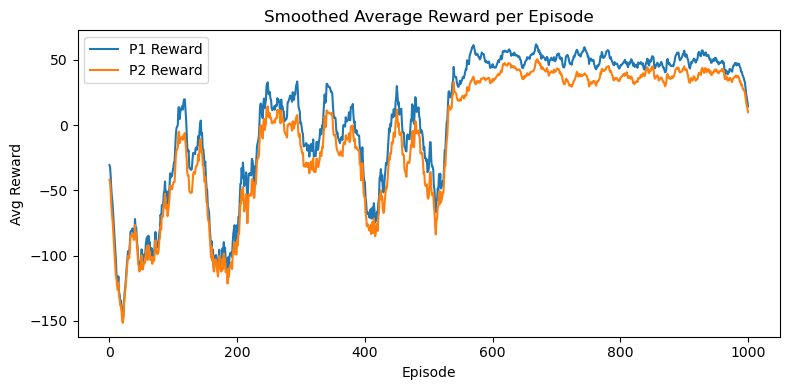 Smoothed Average Reward per Episode
P1 Reward
P2 Reward
Avg Reward
50
0
−50
−100
−150
0 200 400 600 800 1000
Episode